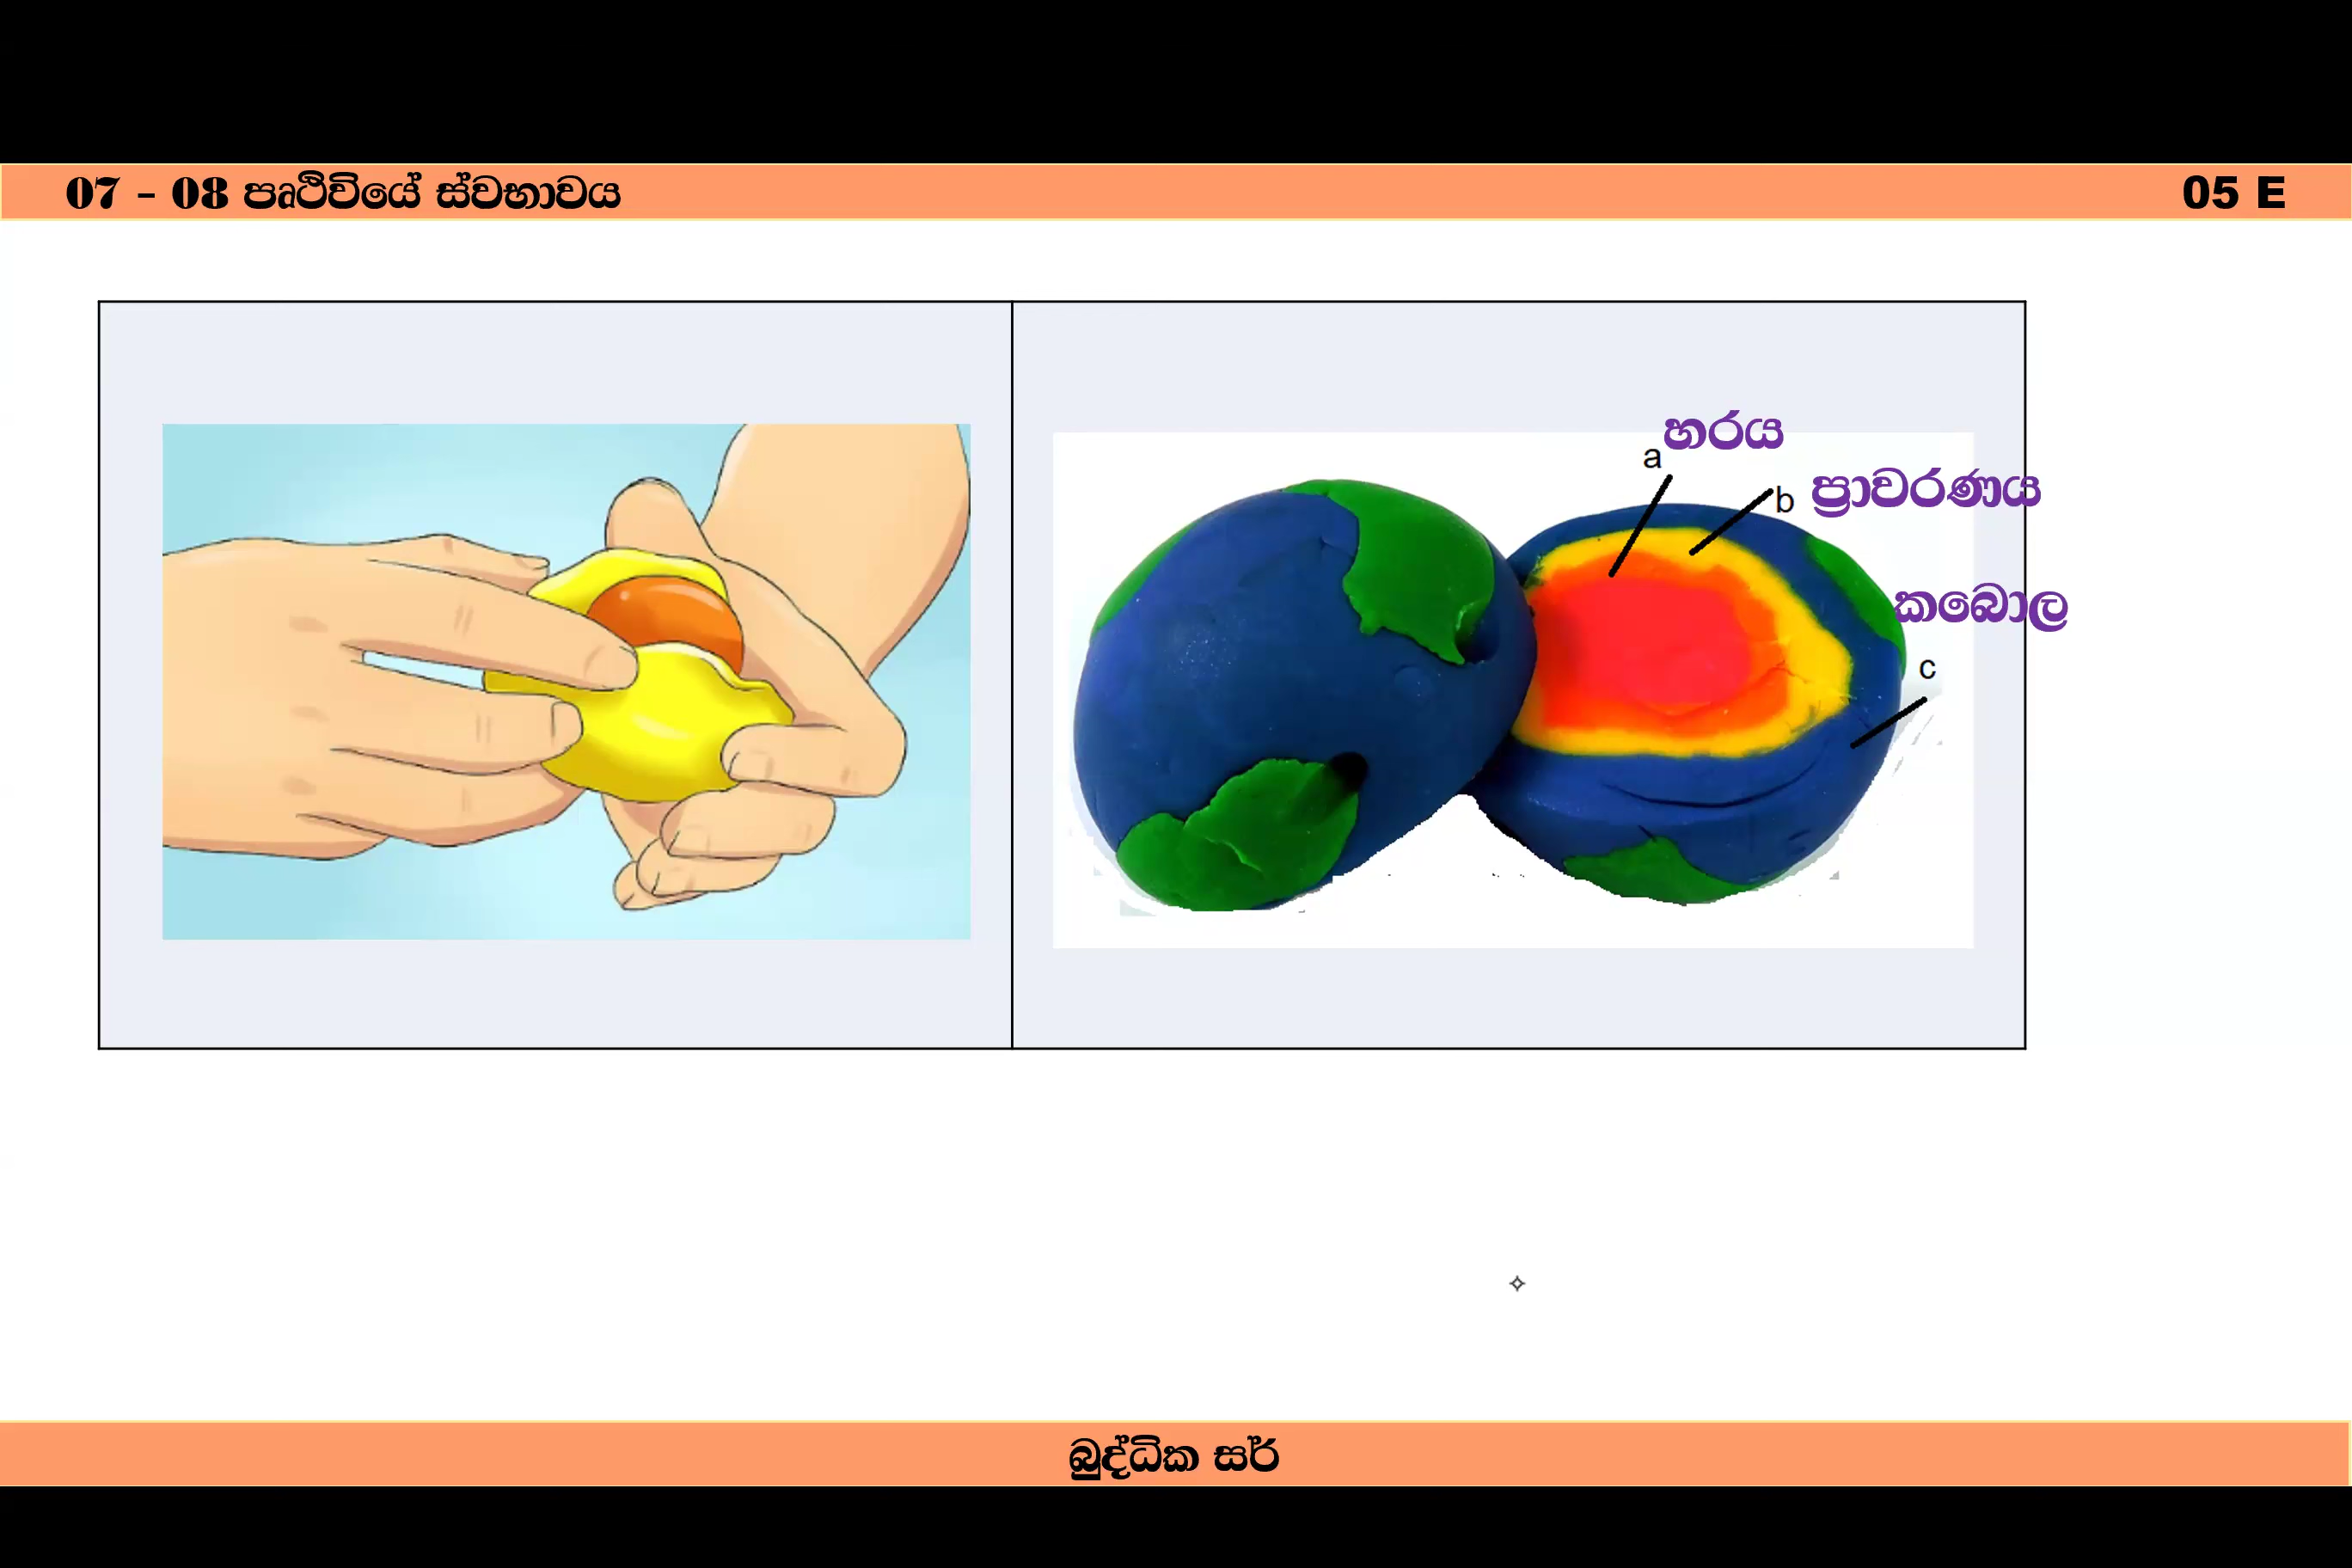 07 - 08 පෘථිවියේ ස්වභාවය
05 E
හරය
a
b ප්‍රාවරණය
කබොල
c
බුද්ධික සර්